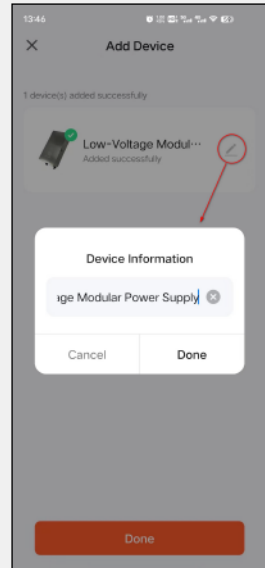 13:46
Add Device
1 device(s) added successfully
Low-Voltage Modul···
Added successfully
Device Information
age Modular Power Supply
Cancel
Done
Done